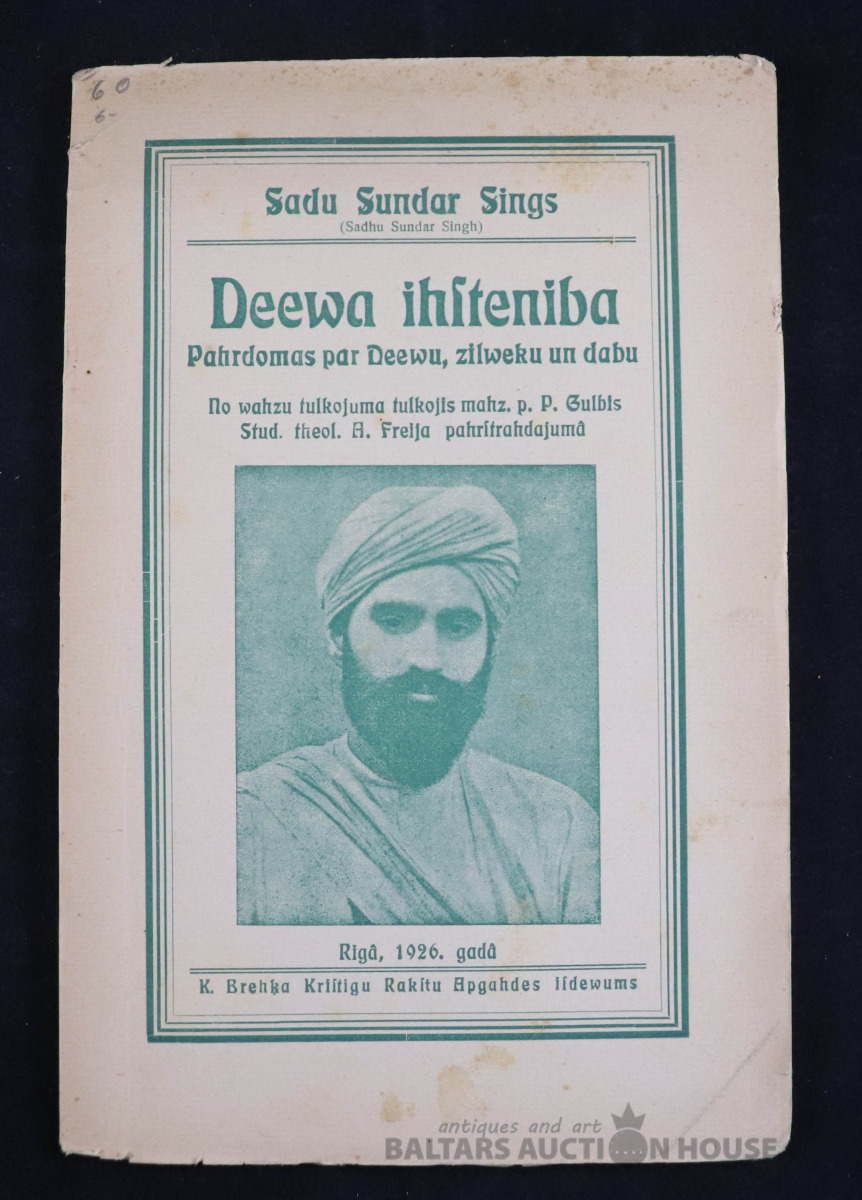 60
6-
Sadu Sundar Sings
(Sadhu Sundar Singh)
Deewa ihſteniba
Pahrdomas par Deewu, zilweku un dabu
No wahzu tulkojuma tulkojis mahz. p. P. Gulbis
Stud. theol. A. Freija pahrſtrahdajumâ
Rigâ, 1926. gadâ
K. Brehķa Kriſtigu Rakſtu Apgahdes iſdewums
antiques and art
BALTARS AUCTION HOUSE